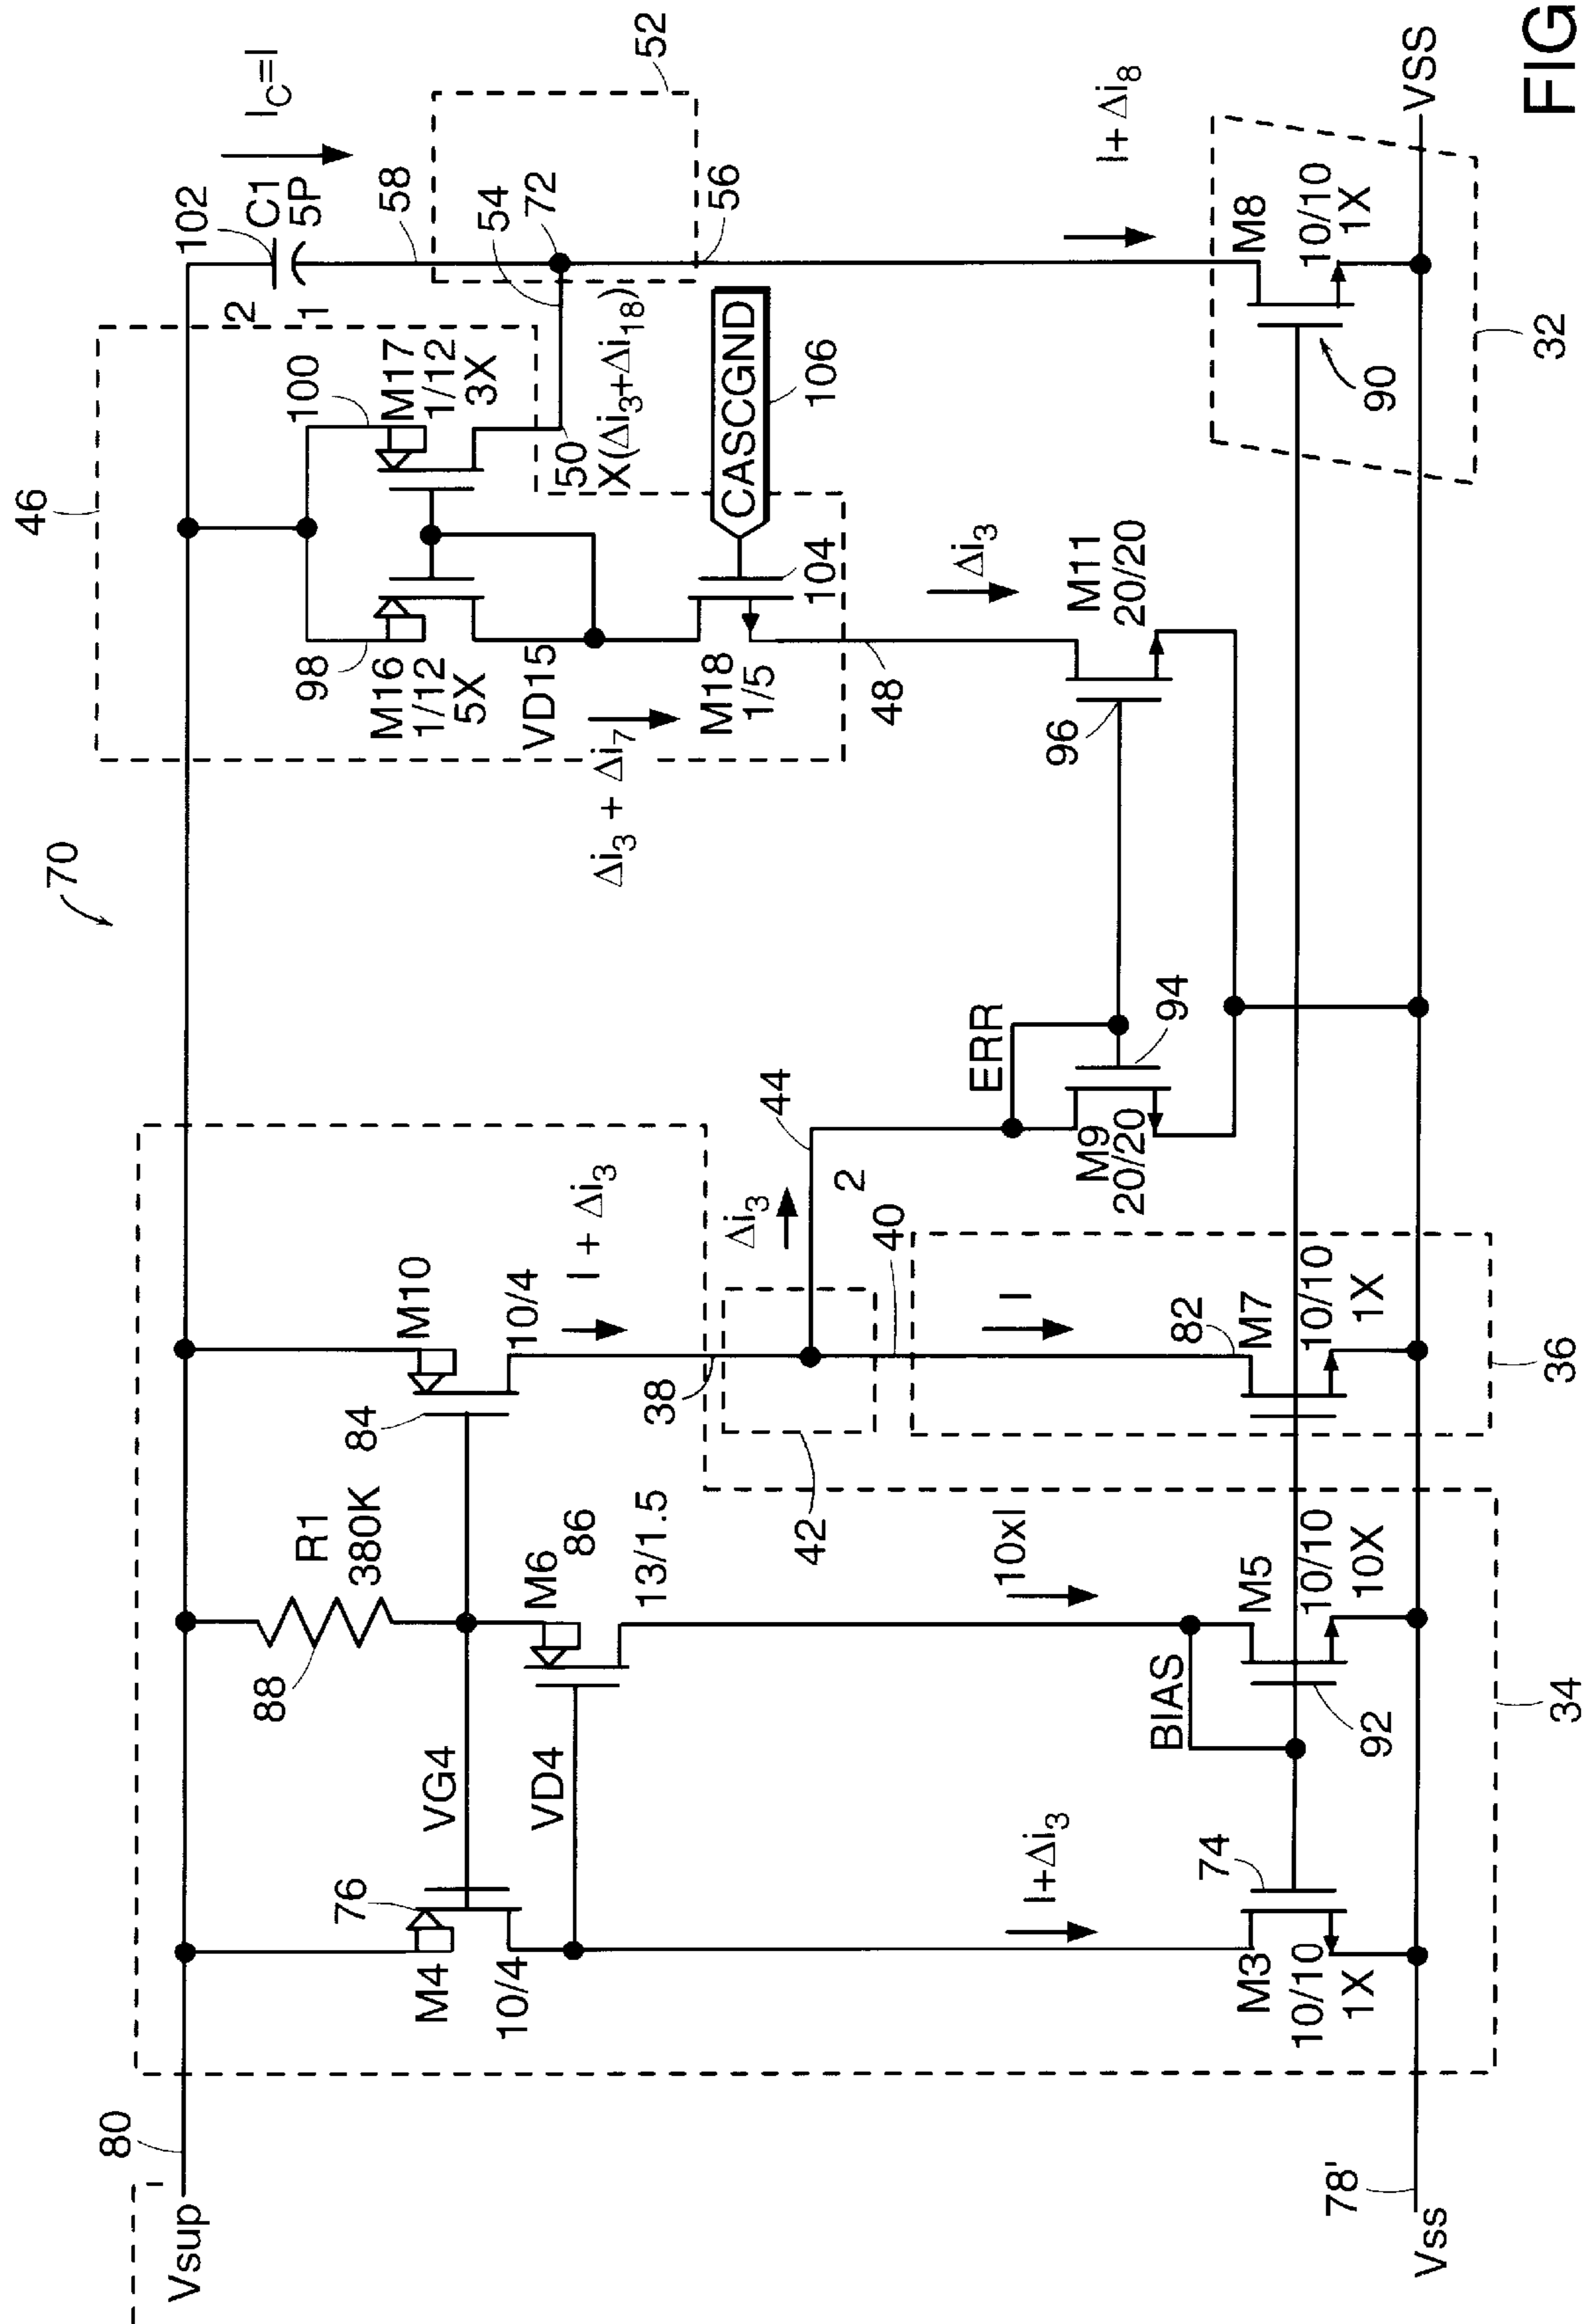 70
46
102
C1
5P
I_C=I
2
1
58
52
54
72
56
98
100
M16
1/12
5X
M17
1/12
3X
VD15
50
X(Δi3+Δi18)
CASCGND
106
104
M18
1/5
Δi3 + Δi7
48
Δi3
M11
20/20
96
I+Δi8
M8
10/10
1X
90
32
VSS
FIG
80
Vsup
R1
380K
88
VG4
76
M4
10/4
VD4
M6
86
13/1.5
84
M10
10/4
I + Δi3
38
42
Δi3
44
2
40
ERR
94
M9
20/20
I
82
M7
10/10
1X
36
10xI
BIAS
M5
10/10
10X
92
I+Δi3
74
M3
10/10
1X
34
78'
Vss